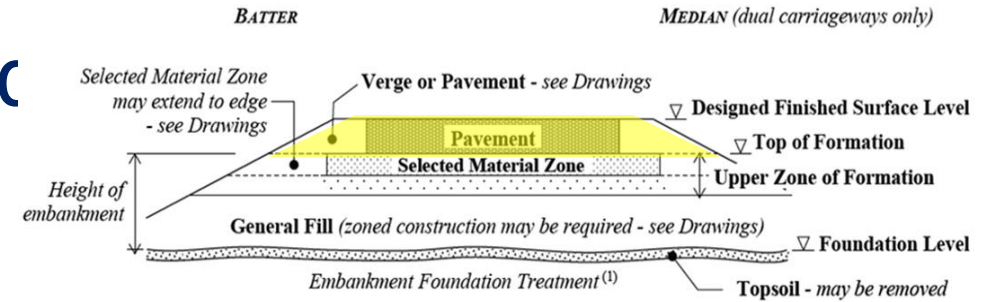 BATTER
MEDIAN (dual carriageways only)
Selected Material Zone
may extend to edge
- see Drawings
Verge or Pavement - see Drawings
Designed Finished Surface Level
Pavement
Top of Formation
Selected Material Zone
Upper Zone of Formation
Height of
embankment
General Fill (zoned construction may be required - see Drawings)
Foundation Level
Embankment Foundation Treatment (1)
Topsoil - may be removed